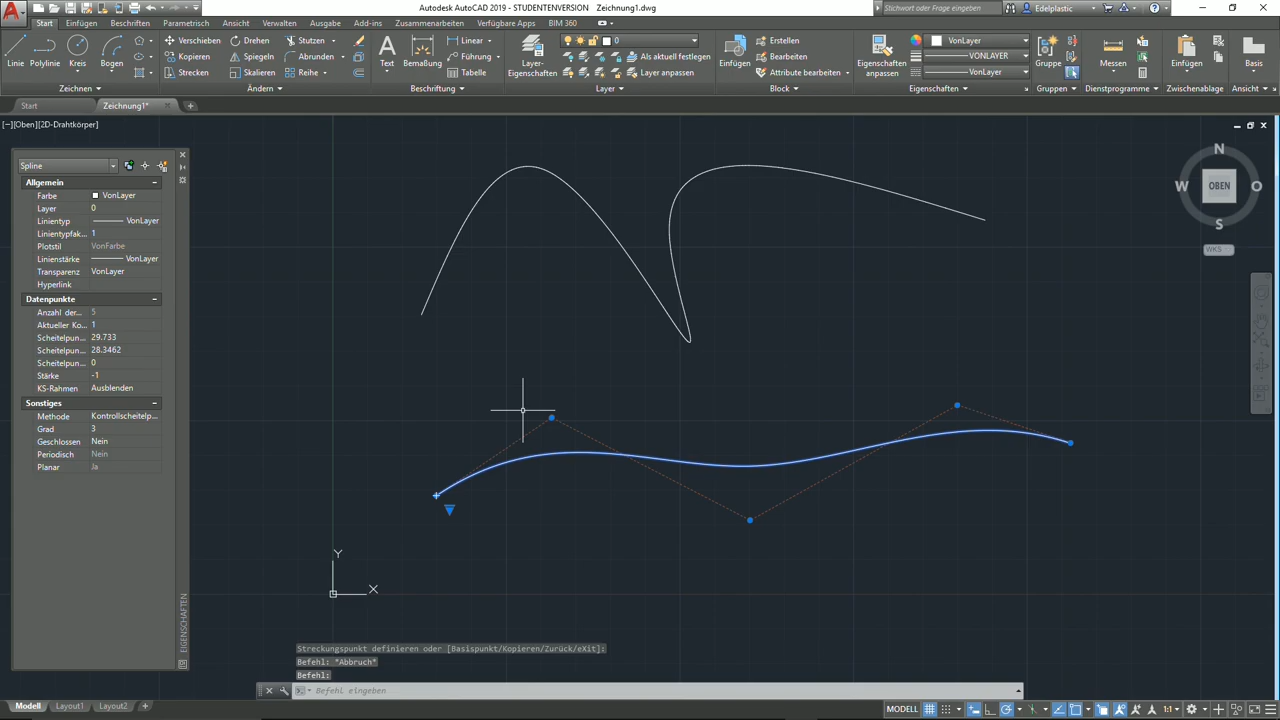 Autodesk AutoCAD 2019 - STUDENTENVERSION Zeichnung1.dwg
Stichwort oder Frage eingeben
Edelplastic
Start Einfügen Beschriften Parametrisch Ansicht Verwalten Ausgabe Add-ins Zusammenarbeiten Verfügbare Apps BIM 360
Linie Polylinie Kreis Bogen
Verschieben Drehen Stutzen
Kopieren Spiegeln Abrunden
Strecken Skalieren Reihe
Text Bemaßung
Linear
Führung
Tabelle
Layer-
Eigenschaften
0
Als aktuell festlegen
Layer anpassen
Einfügen
Erstellen
Bearbeiten
Attribute bearbeiten
Eigenschaften
anpassen
VonLayer
VONLAYER
VonLayer
Gruppe
Messen
Einfügen
Basis
Zeichnen Ändern Beschriftung Layer Block Eigenschaften Gruppen Dienstprogramme Zwischenablage Ansicht
Start Zeichnung1*
[−][Oben][2D-Drahtkörper]
N
W OBEN O
S
WKS
Spline
Allgemein
Farbe VonLayer
Layer 0
Linientyp VonLayer
Linientypfak... 1
Plotstil VonFarbe
Linienstärke VonLayer
Transparenz VonLayer
Hyperlink
Datenpunkte
Anzahl der... 5
Aktueller Ko... 1
Scheitelpun... 29.733
Scheitelpun... 28.3462
Scheitelpun... 0
Stärke -1
KS-Rahmen Ausblenden
Sonstiges
Methode Kontrollscheitelp...
Grad 3
Geschlossen Nein
Periodisch Nein
Planar Ja
EIGENSCHAFTEN
Y
X
Streckungspunkt definieren oder [Basispunkt/Kopieren/Zurück/eXit]:
Befehl: *Abbruch*
Befehl:
Befehl eingeben
Modell Layout1 Layout2
MODELL
1:1